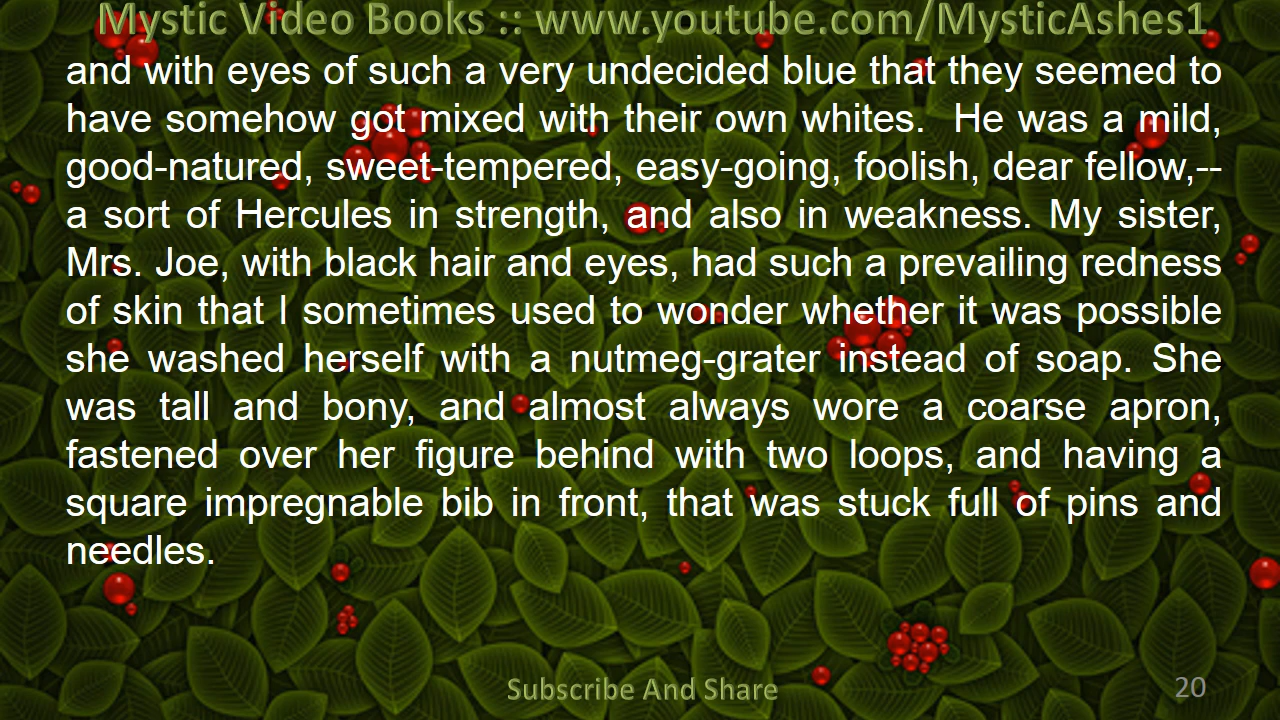 Mystic Video Books :: www.youtube.com/MysticAshes1
and with eyes of such a very undecided blue that they seemed to
have somehow got mixed with their own whites.  He was a mild,
good-natured, sweet-tempered, easy-going, foolish, dear fellow,--
a sort of Hercules in strength, and also in weakness. My sister,
Mrs. Joe, with black hair and eyes, had such a prevailing redness
of skin that I sometimes used to wonder whether it was possible
she washed herself with a nutmeg-grater instead of soap. She
was tall and bony, and almost always wore a coarse apron,
fastened over her figure behind with two loops, and having a
square impregnable bib in front, that was stuck full of pins and
needles.
Subscribe And Share
20